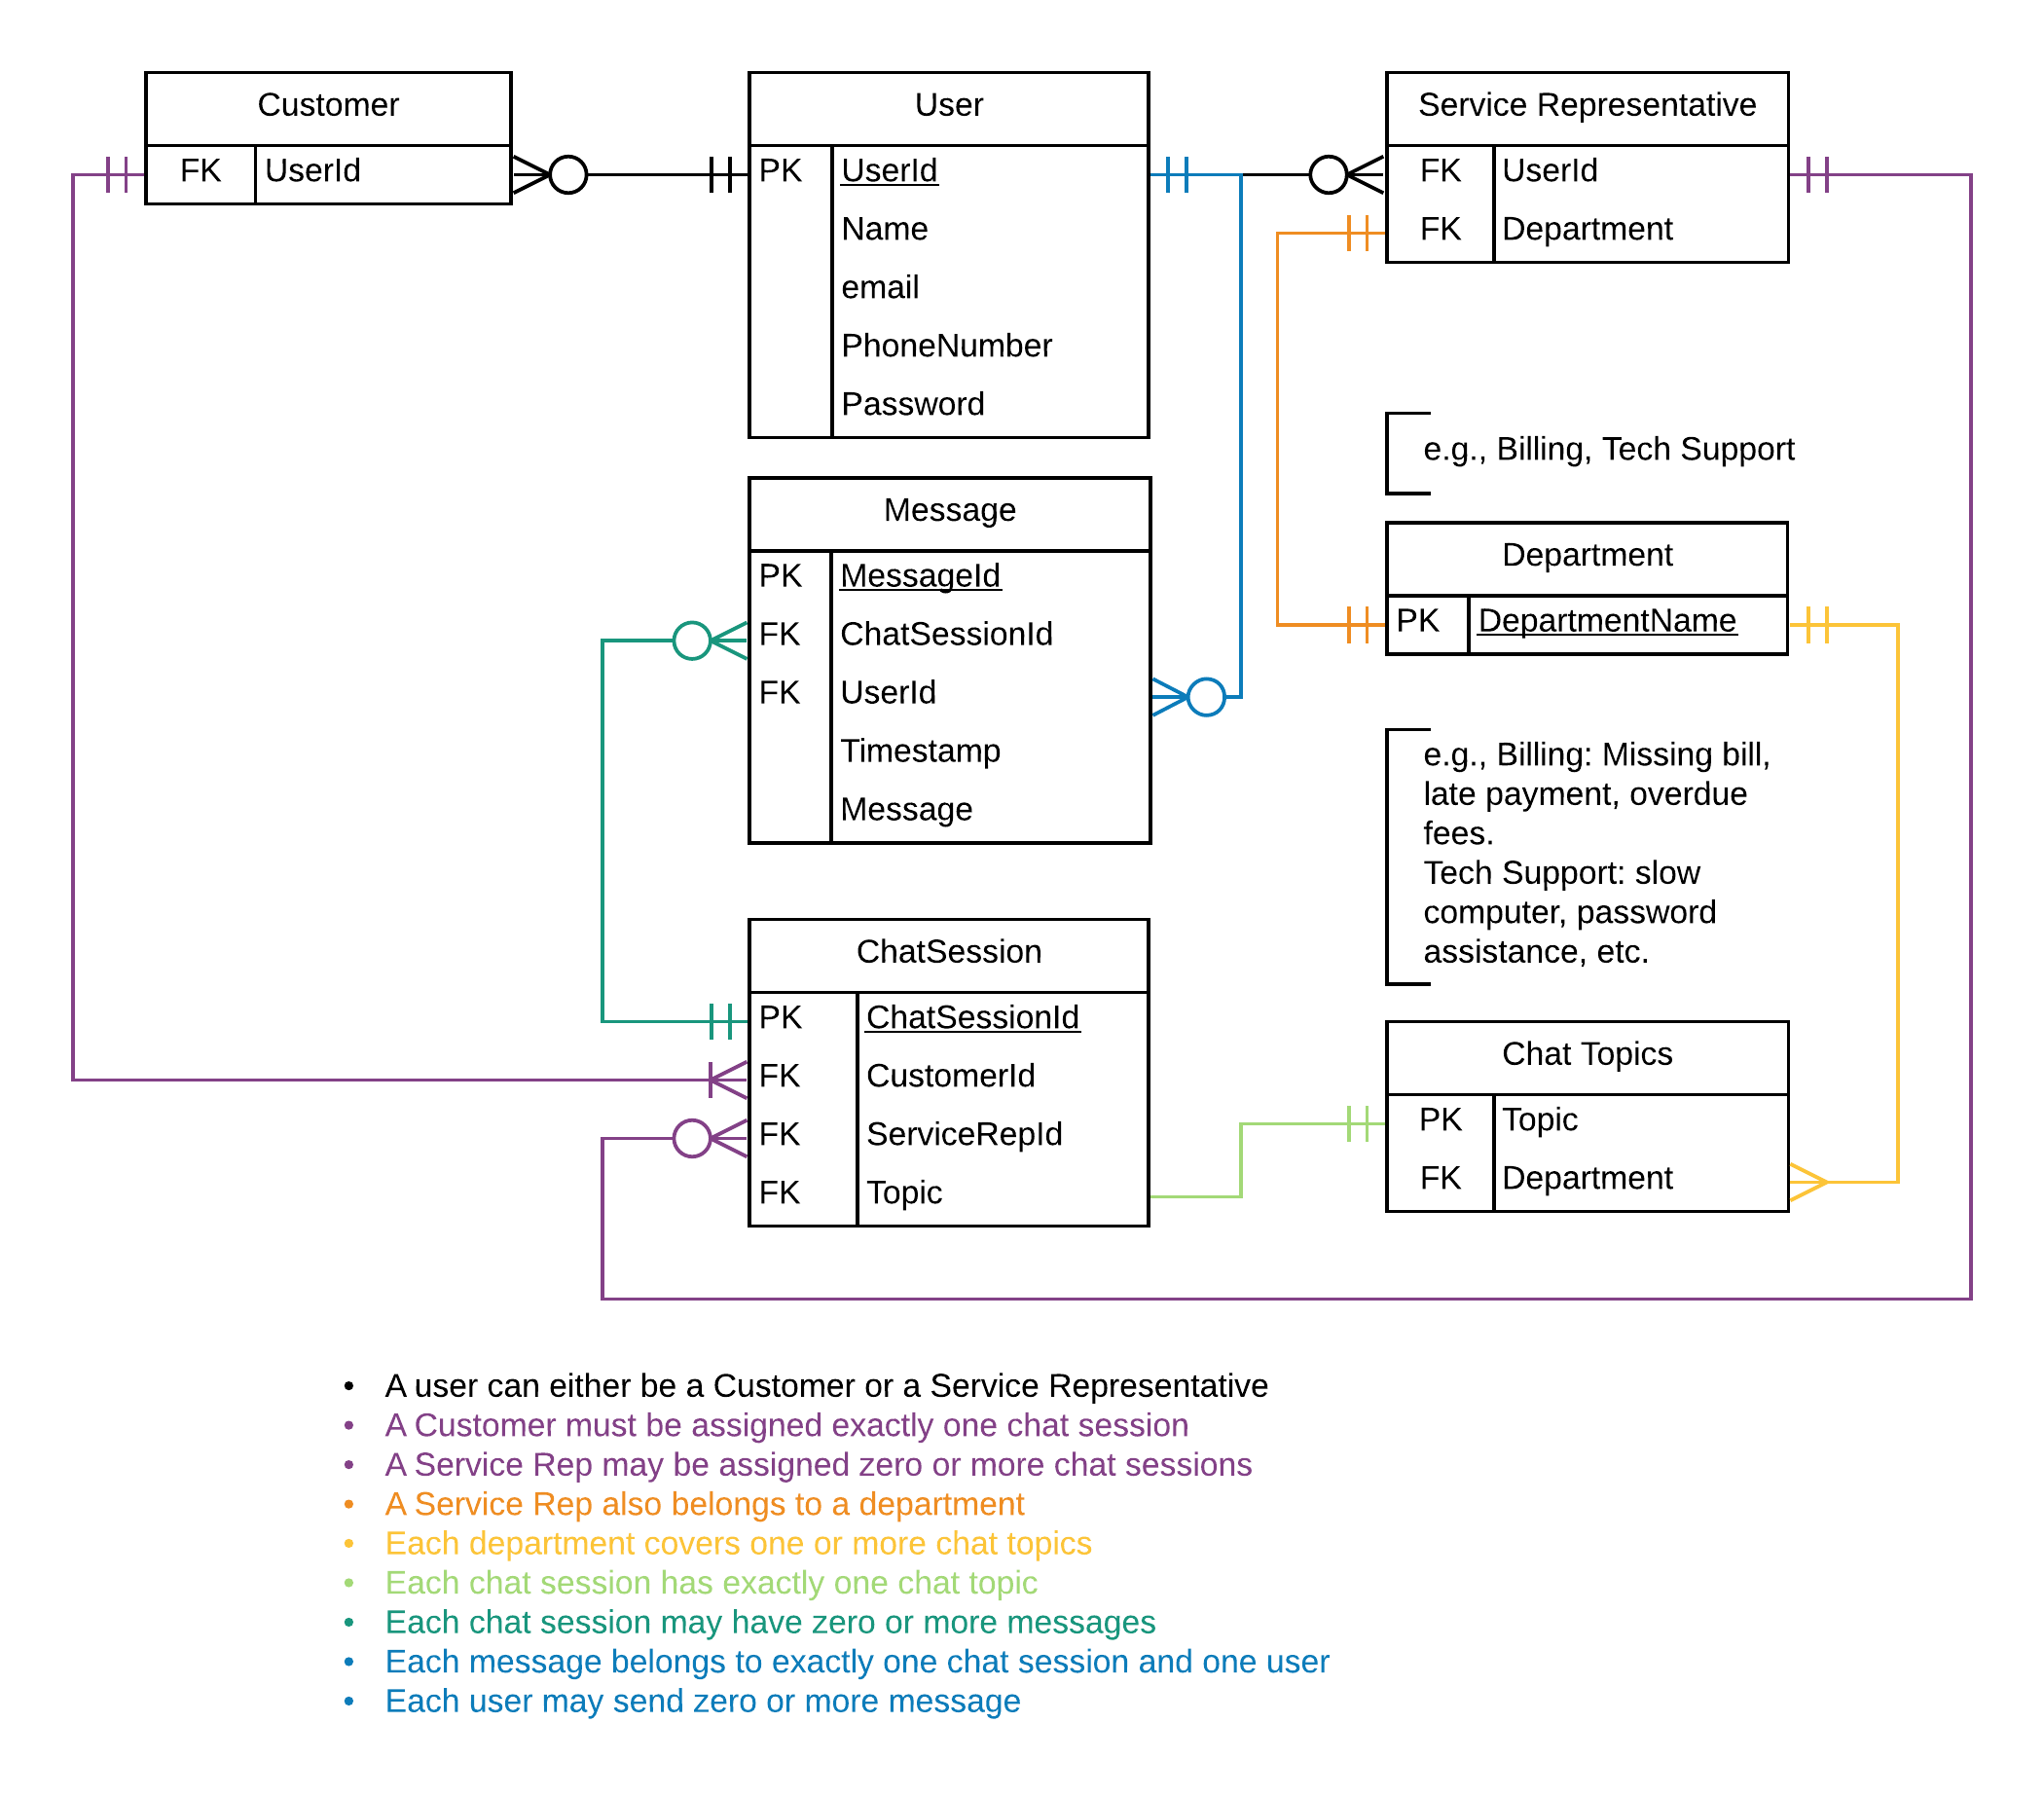 Customer
FK UserId
User
PK UserId
Name
email
PhoneNumber
Password
Service Representative
FK UserId
FK Department
e.g., Billing, Tech Support
Message
PK MessageId
FK ChatSessionId
FK UserId
Timestamp
Message
Department
PK DepartmentName
e.g., Billing: Missing bill,
late payment, overdue
fees.
Tech Support: slow
computer, password
assistance, etc.
ChatSession
PK ChatSessionId
FK CustomerId
FK ServiceRepId
FK Topic
Chat Topics
PK Topic
FK Department
• A user can either be a Customer or a Service Representative
• A Customer must be assigned exactly one chat session
• A Service Rep may be assigned zero or more chat sessions
• A Service Rep also belongs to a department
• Each department covers one or more chat topics
• Each chat session has exactly one chat topic
• Each chat session may have zero or more messages
• Each message belongs to exactly one chat session and one user
• Each user may send zero or more message